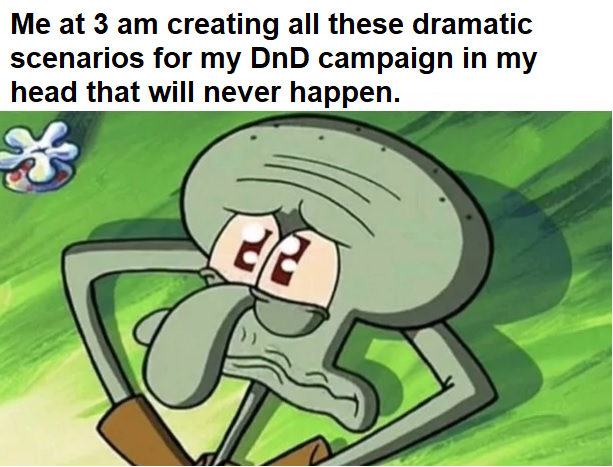 Me at 3 am creating all these dramatic
scenarios for my DnD campaign in my
head that will never happen.